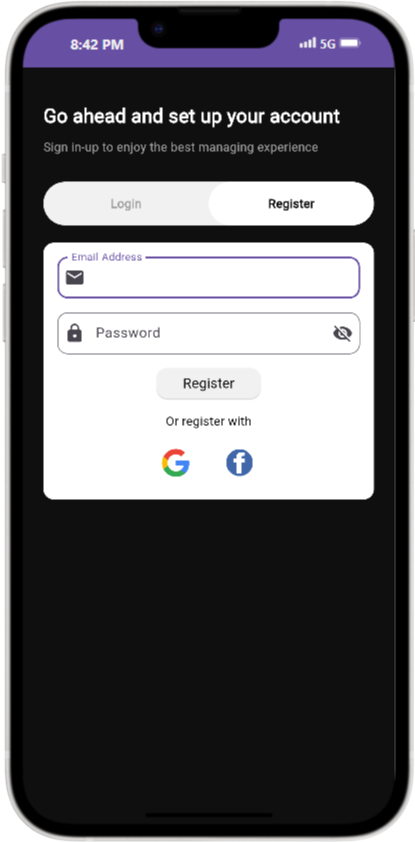 8:42 PM 5G
Go ahead and set up your account
Sign in-up to enjoy the best managing experience
Login Register
Email Address
Password
Register
Or register with